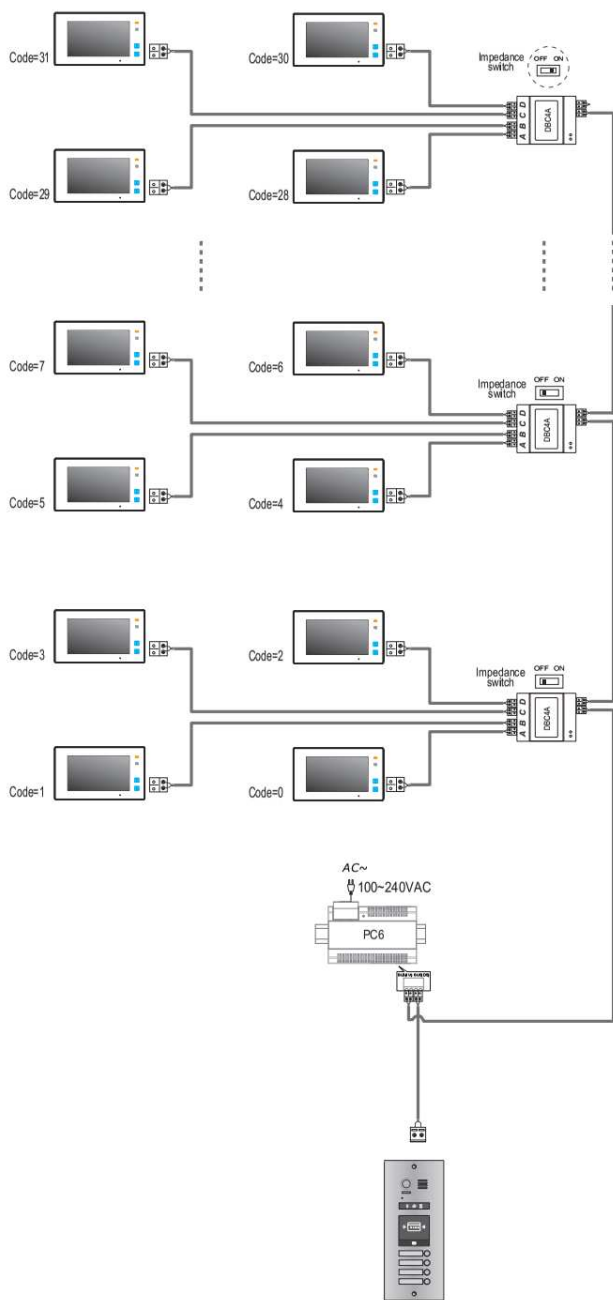 Code=31
Code=30
Impedance
switch
OFF ON
DBC4A
A B C D
Code=29
Code=28
Code=7
Code=6
Impedance
switch
OFF ON
DBC4A
A B C D
Code=5
Code=4
Code=3
Code=2
Impedance
switch
OFF ON
DBC4A
A B C D
Code=1
Code=0
AC~
100~240VAC
PC6